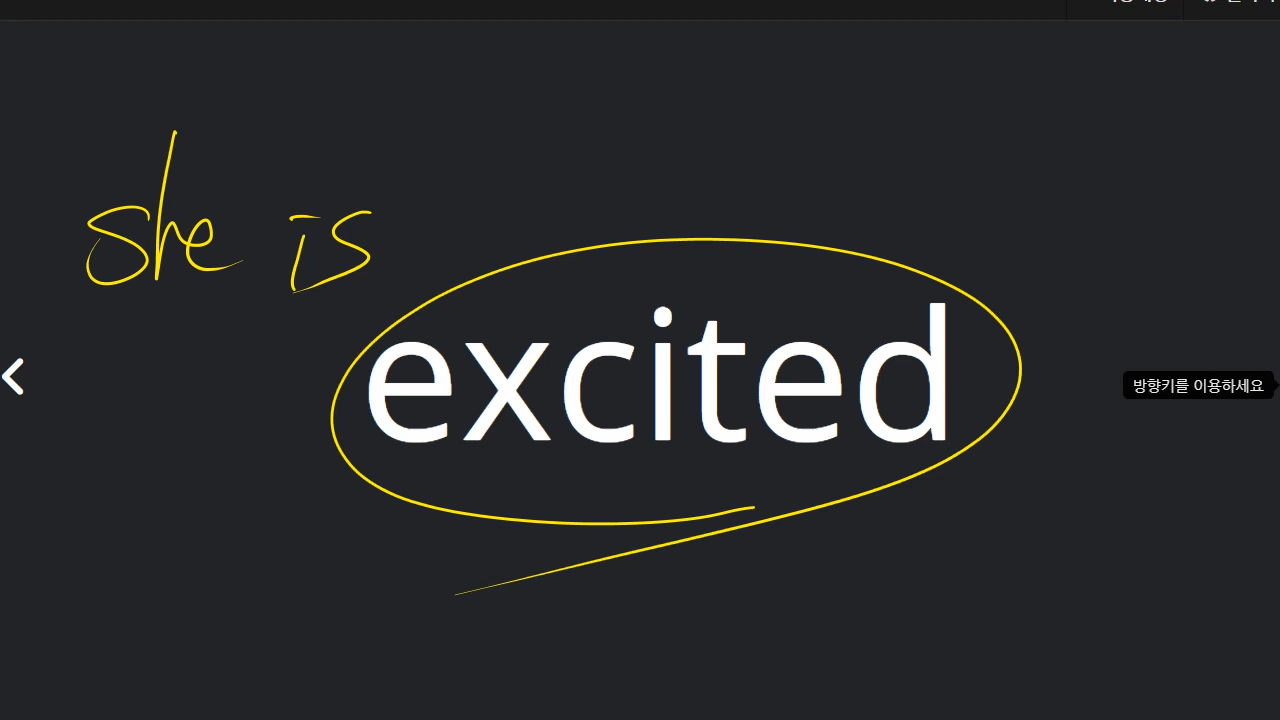 she is
excited
방향키를 이용하세요